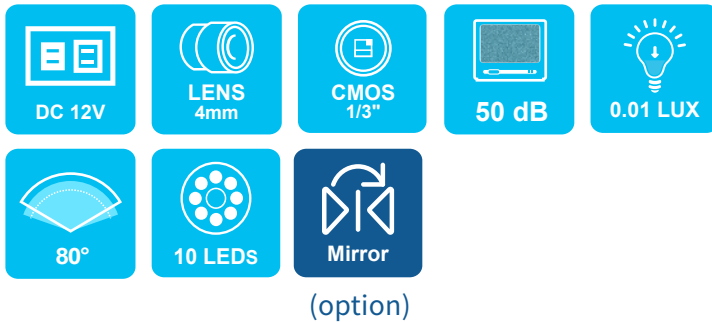 DC 12V
LENS
4mm
CMOS
1/3"
50 dB
0.01 LUX
80°
10 LEDs
Mirror
(option)